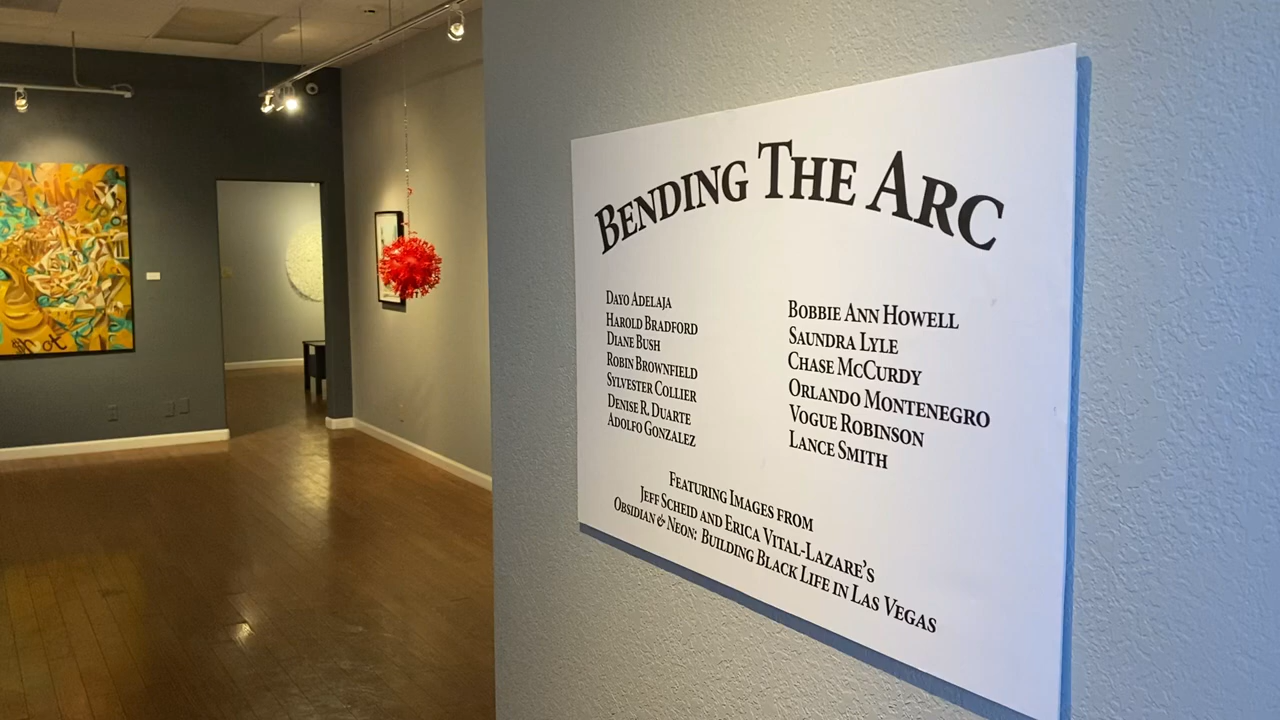 Bending The Arc
Dayo Adelaja
Harold Bradford
Diane Bush
Robin Brownfield
Sylvester Collier
Denise R. Duarte
Adolfo Gonzalez
Bobbie Ann Howell
Saundra Lyle
Chase McCurdy
Orlando Montenegro
Vogue Robinson
Lance Smith
Featuring Images from
Jeff Scheid and Erica Vital-Lazare's
Obsidian & Neon: Building Black Life in Las Vegas